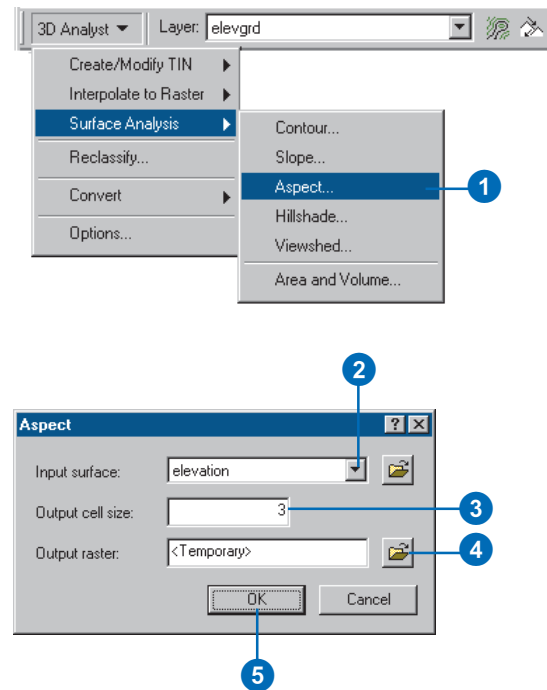 3D Analyst Layer: elevgrd
Create/Modify TIN
Interpolate to Raster
Surface Analysis
Reclassify...
Convert
Options...
Contour...
Slope...
Aspect...
Hillshade...
Viewshed...
Area and Volume...
1
2
Aspect ? X
Input surface: elevation
Output cell size: 3
3
Output raster: <Temporary>
4
OK Cancel
5